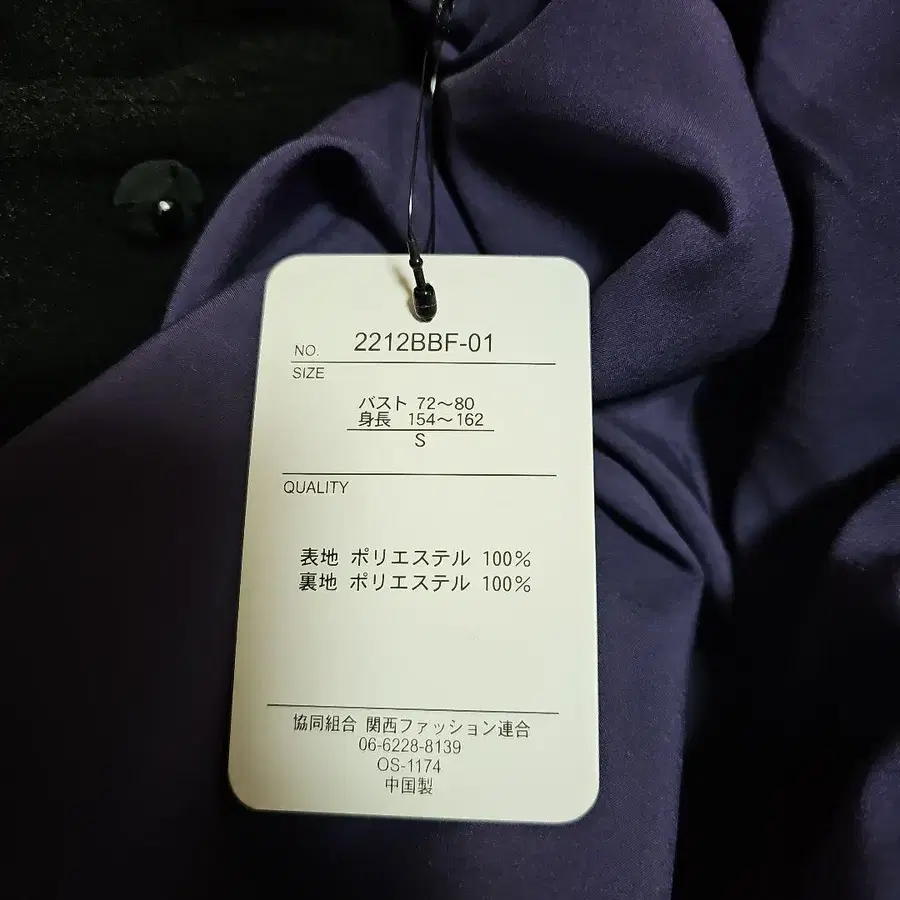 NO. 2212BBF-01
SIZE
バスト 72～80
身長 154～162
S
QUALITY
表地 ポリエステル 100%
裏地 ポリエステル 100%
協同組合 関西ファッション連合
06-6228-8139
OS-1174
中国製